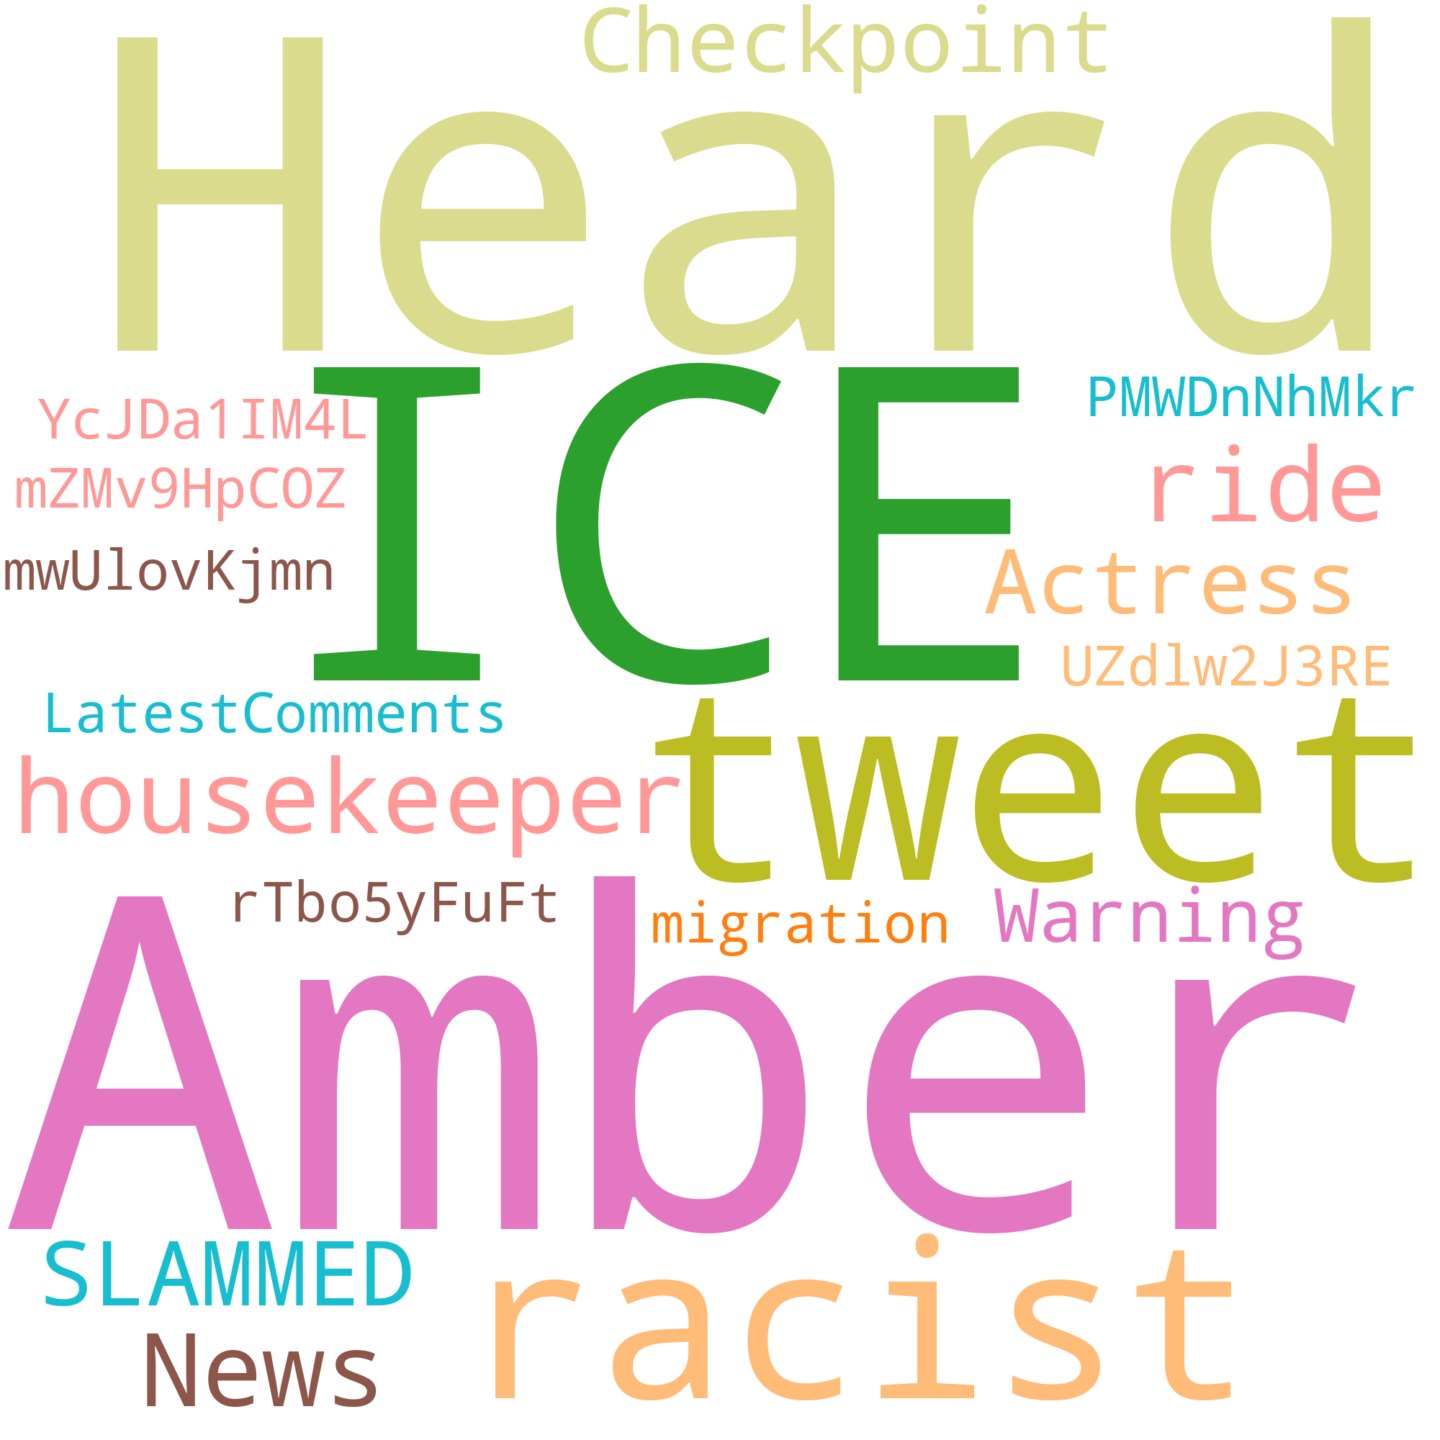 Checkpoint
Heard
ICE
PMWDnNhMkr
YcJDa1IM4L
ride
mZMv9HpCOZ
mwUlovKjmn
Actress
UZdlw2J3RE
LatestComments
tweet
housekeeper
rTbo5yFuFt
migration
Warning
Amber
SLAMMED
racist
News